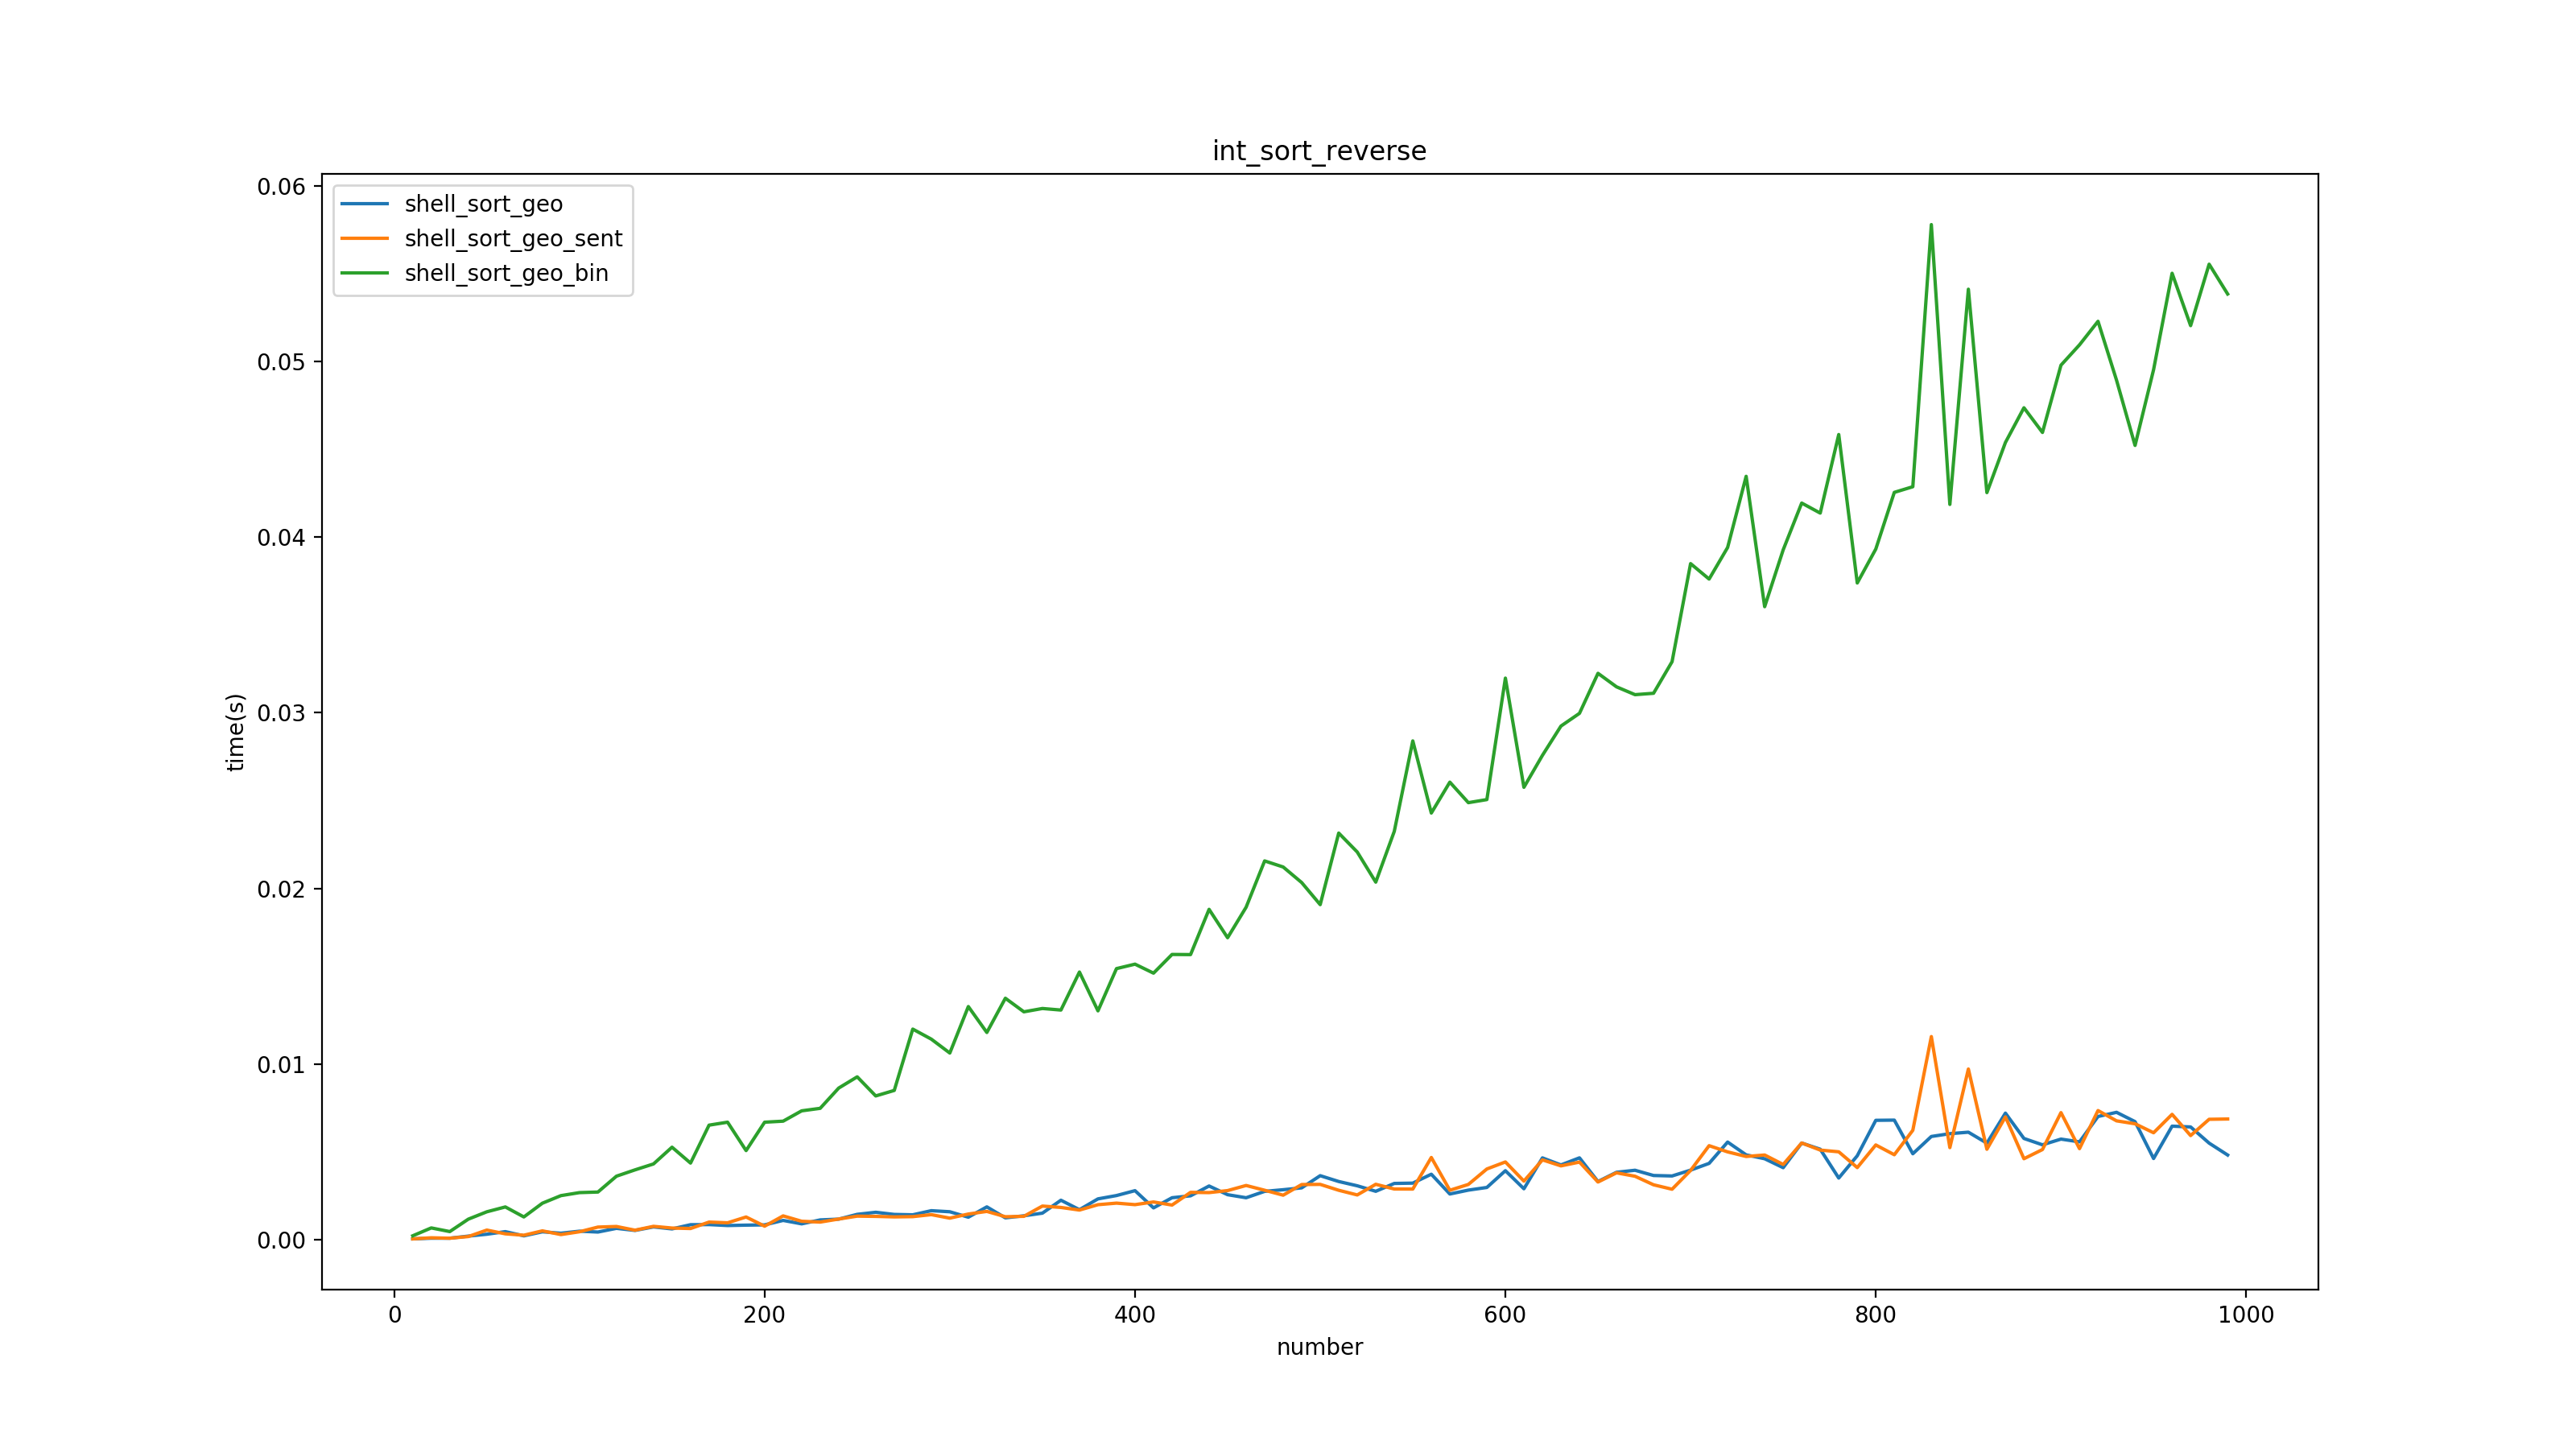 int_sort_reverse
shell_sort_geo
shell_sort_geo_sent
shell_sort_geo_bin
0.06
0.05
0.04
0.03
0.02
0.01
0.00
time(s)
0 200 400 600 800 1000
number